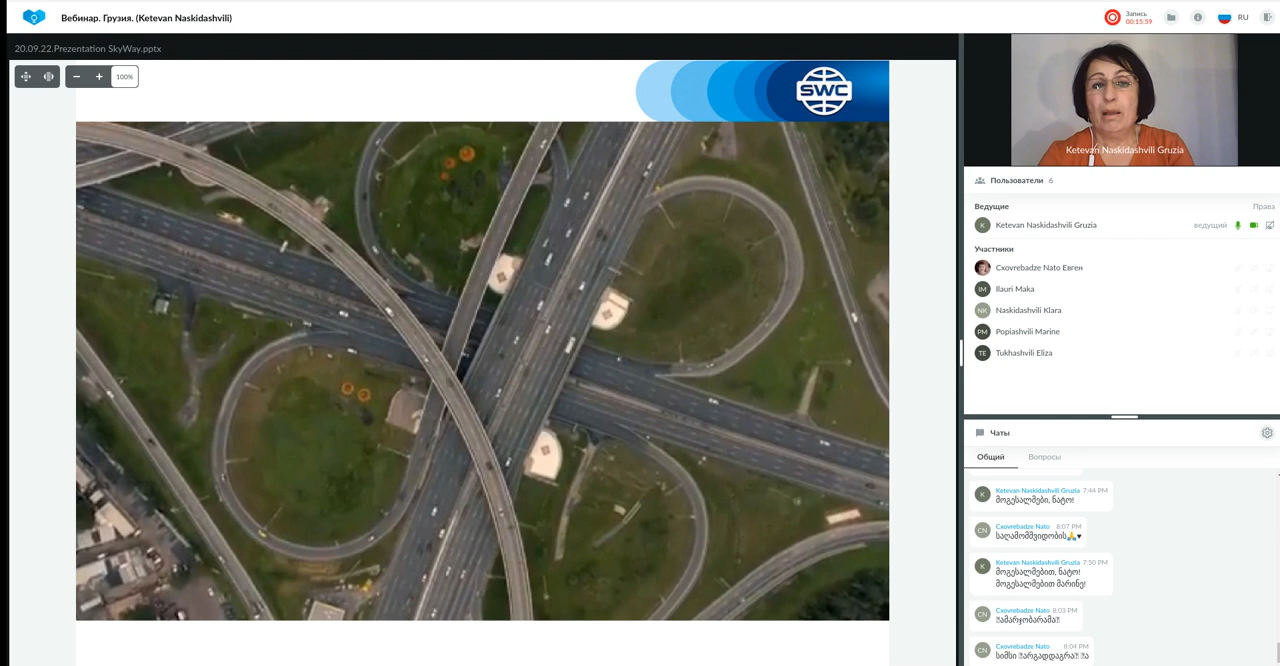 Вебинар. Грузия. (Ketevan Naskidashvili)
Запись
00:15:59
RU
20.09.22.Prezentation SkyWay.pptx
100%
SWC
Ketevan Naskidashvili Gruzia
Пользователи 6
Ведущие
Права
K
Ketevan Naskidashvili Gruzia
ведущий
Участники
Cxovrebadze Nato Евген
IM
Ilauri Maka
NK
Naskidashvili Klara
PM
Popiashvili Marine
TE
Tukhashvili Eliza
Чаты
Общий
Вопросы
K
Ketevan Naskidashvili Gruzia 7:44 PM
მოგესალმები, ნატო!
CN
Cxovrebadze Nato 8:07 PM
საღამომშვიდობის🙏♥
K
Ketevan Naskidashvili Gruzia 7:50 PM
მოგესალმებით, ნატო!
მოგესალმებით მარინე!
CN
Cxovrebadze Nato 8:03 PM
CN
Cxovrebadze Nato 8:04 PM